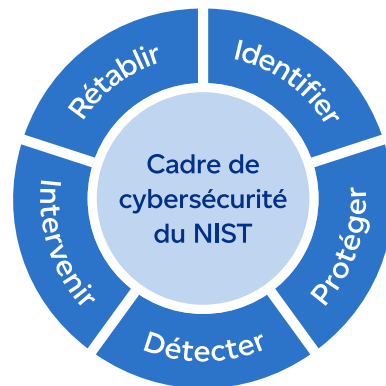 Cadre de
cybersécurité
du NIST
Identifier
Protéger
Détecter
Intervenir
Rétablir